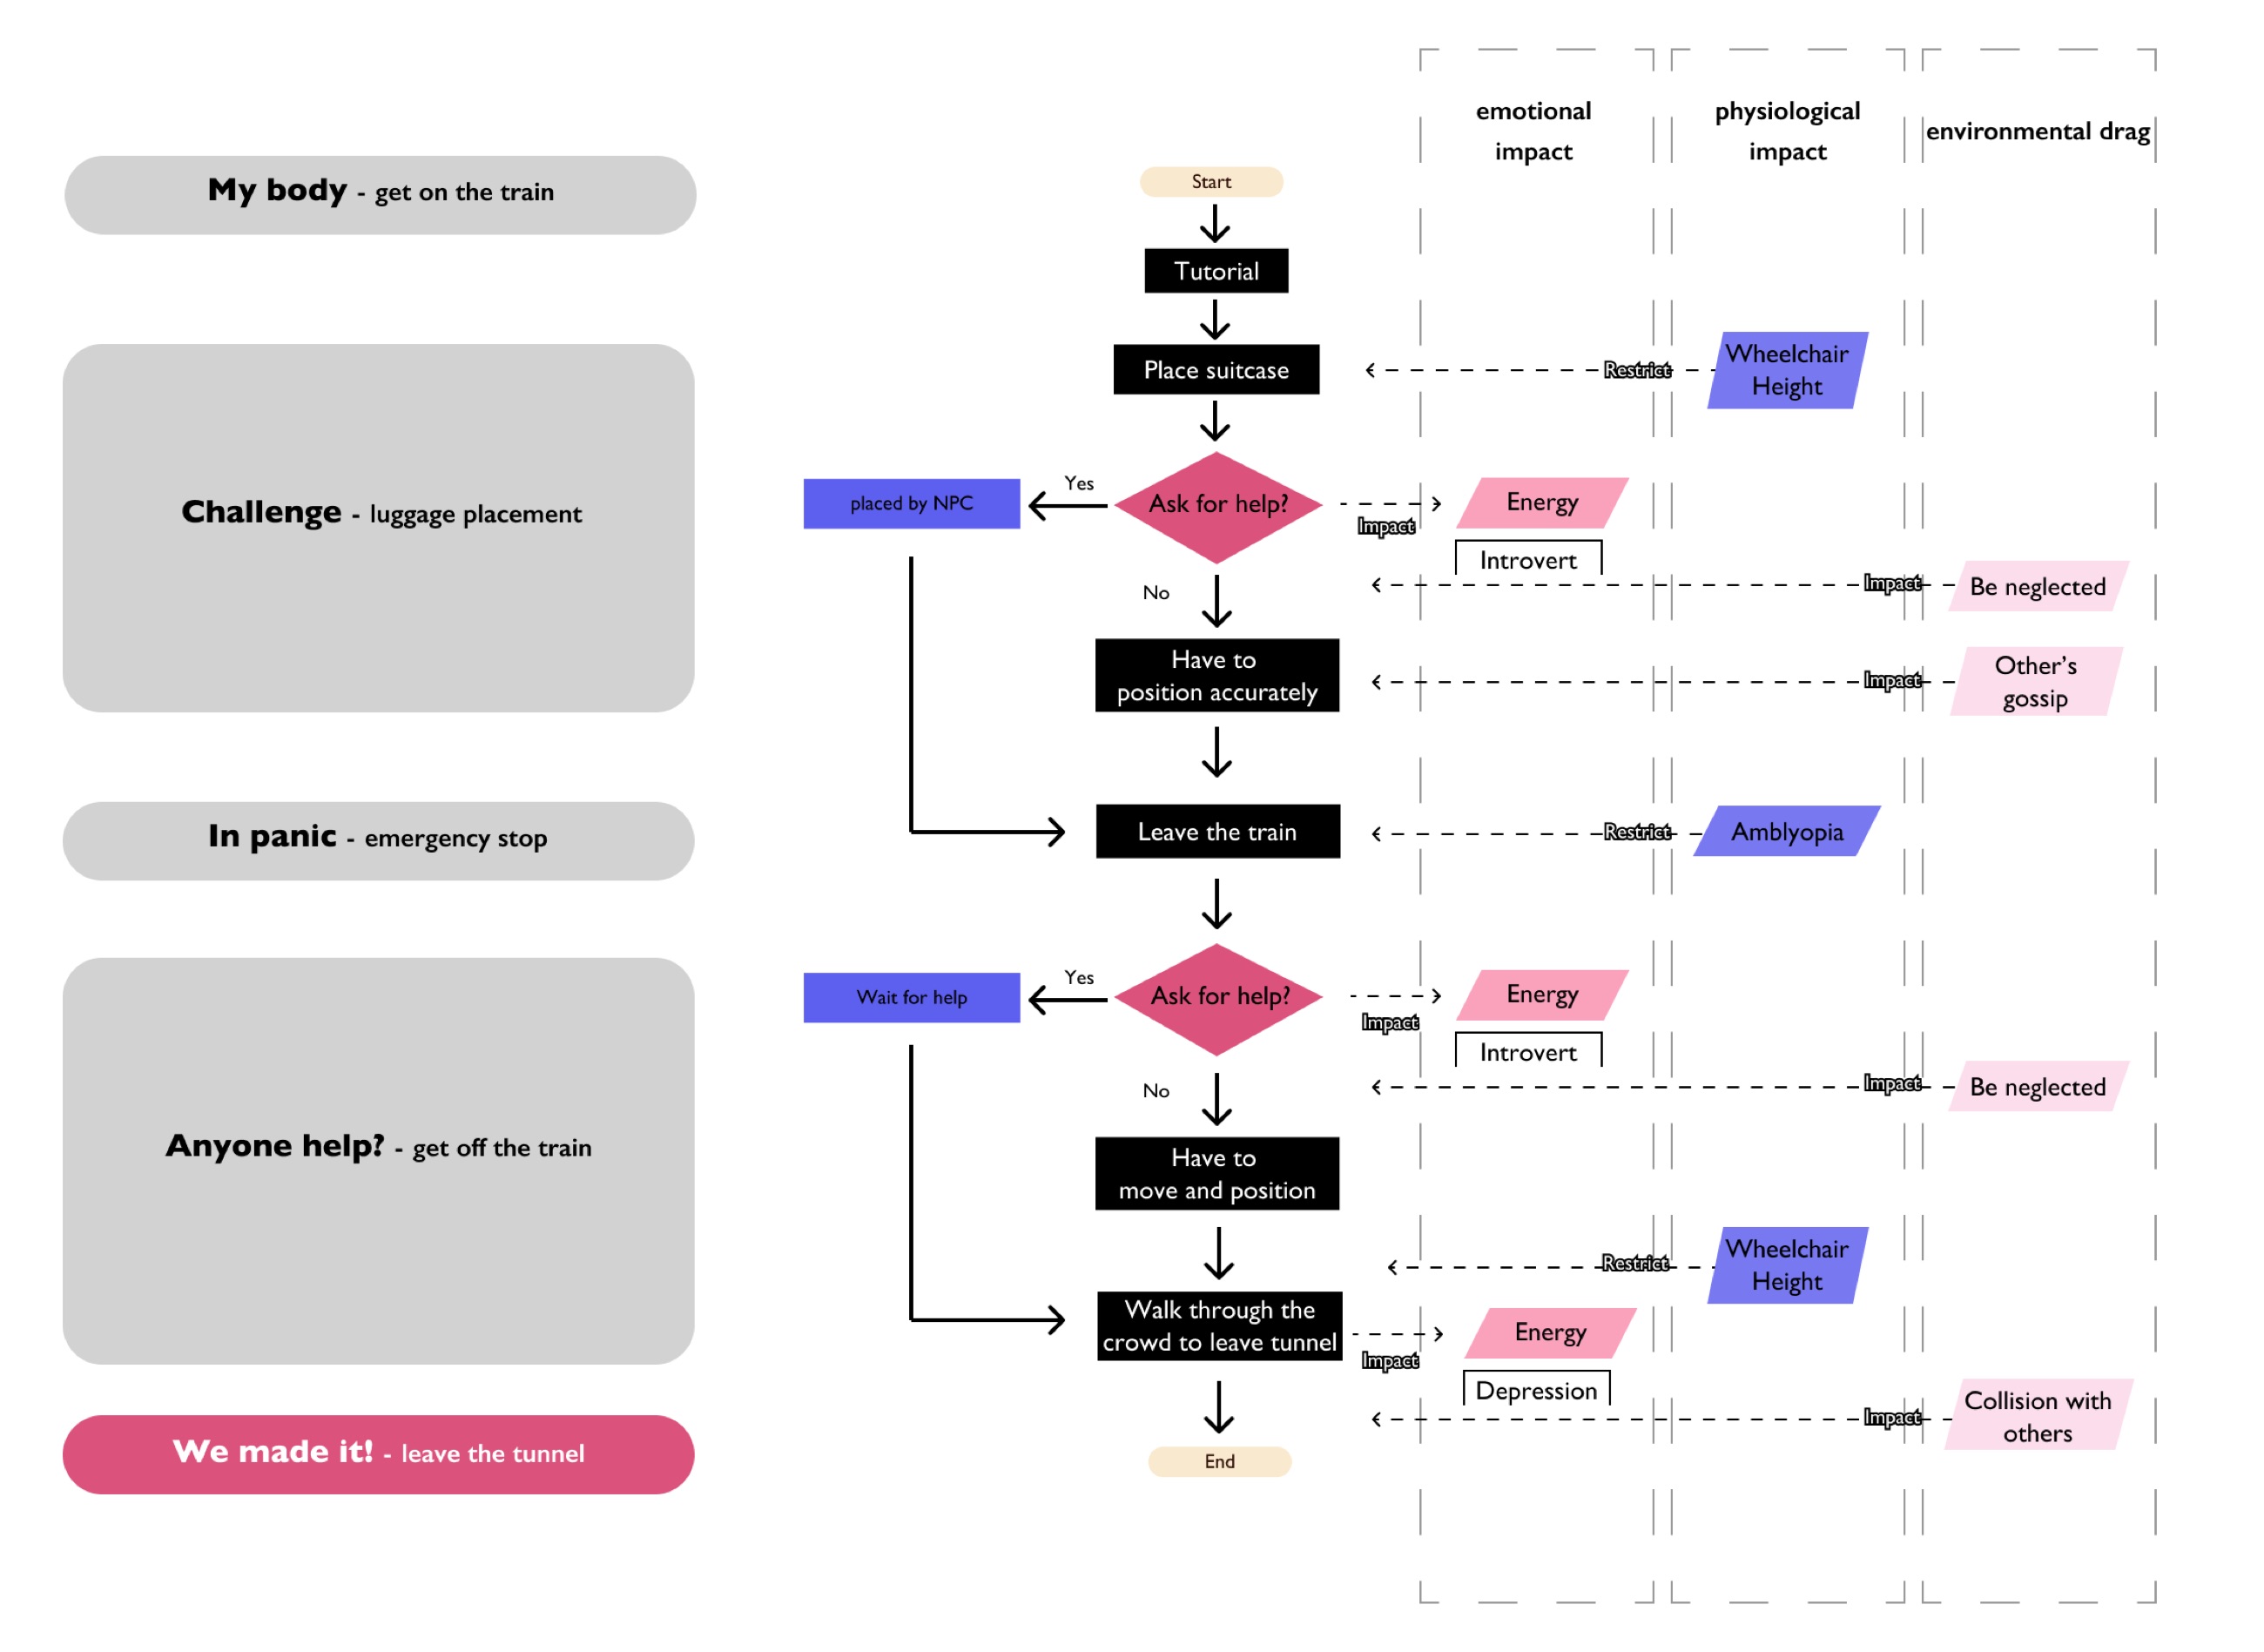 emotional
impact
physiological
impact
environmental drag
My body - get on the train
Start
Tutorial
Place suitcase
Restrict
Wheelchair
Height
Challenge - luggage placement
placed by NPC
Yes
Ask for help?
Impact
Energy
Introvert
No
Impact
Be neglected
Have to
position accurately
Impact
Other's
gossip
In panic - emergency stop
Leave the train
Restrict
Amblyopia
Anyone help? - get off the train
Wait for help
Yes
Ask for help?
Impact
Energy
Introvert
No
Impact
Be neglected
Have to
move and position
Restrict
Wheelchair
Height
Walk through the
crowd to leave tunnel
Impact
Energy
Depression
Impact
Collision with
others
We made it! - leave the tunnel
End